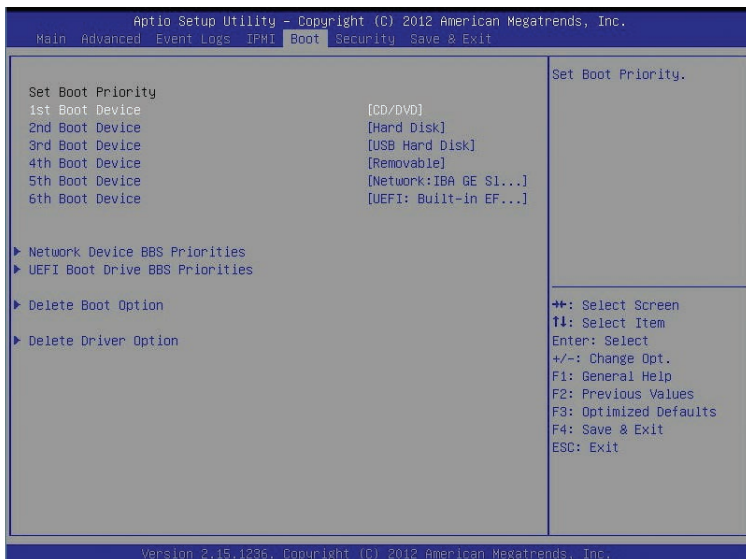 Aptio Setup Utility – Copyright (C) 2012 American Megatrends, Inc.
Main Advanced Event Logs IPMI Boot Security Save & Exit
Set Boot Priority
1st Boot Device [CD/DVD]
2nd Boot Device [Hard Disk]
3rd Boot Device [USB Hard Disk]
4th Boot Device [Removable]
5th Boot Device [Network:IBA GE Sl...]
6th Boot Device [UEFI: Built-in EF...]
Network Device BBS Priorities
UEFI Boot Drive BBS Priorities
Delete Boot Option
Delete Driver Option
Set Boot Priority.
→←: Select Screen
↑↓: Select Item
Enter: Select
+/-: Change Opt.
F1: General Help
F2: Previous Values
F3: Optimized Defaults
F4: Save & Exit
ESC: Exit
Version 2.15.1236. Copyright (C) 2012 American Megatrends, Inc.